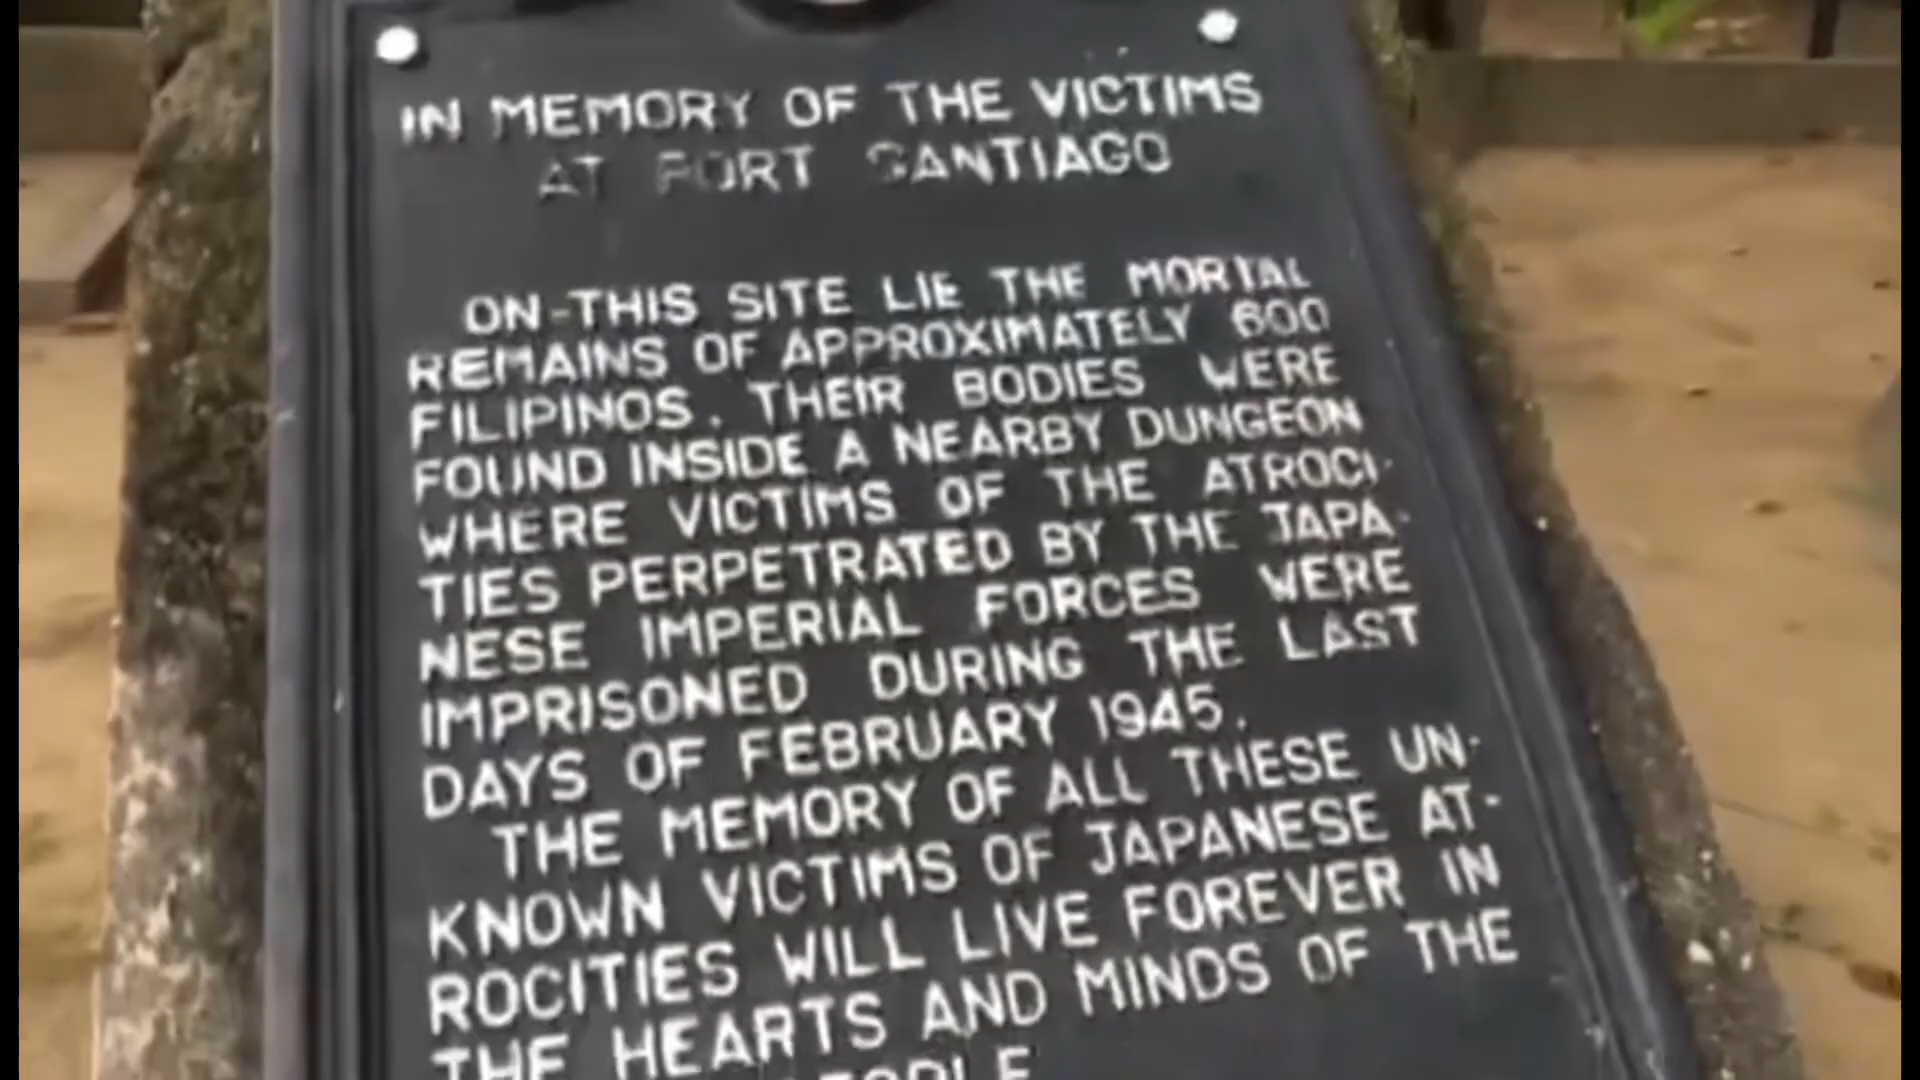 IN MEMORY OF THE VICTIMS
AT FORT SANTIAGO
ON-THIS SITE LIE THE MORTAL
REMAINS OF APPROXIMATELY 600
FILIPINOS. THEIR BODIES WERE
FOUND INSIDE A NEARBY DUNGEON
WHERE VICTIMS OF THE ATROCI-
TIES PERPETRATED BY THE JAPA-
NESE IMPERIAL FORCES WERE
IMPRISONED DURING THE LAST
DAYS OF FEBRUARY 1945.
THE MEMORY OF ALL THESE UN-
KNOWN VICTIMS OF JAPANESE AT-
ROCITIES WILL LIVE FOREVER IN
THE HEARTS AND MINDS OF THE